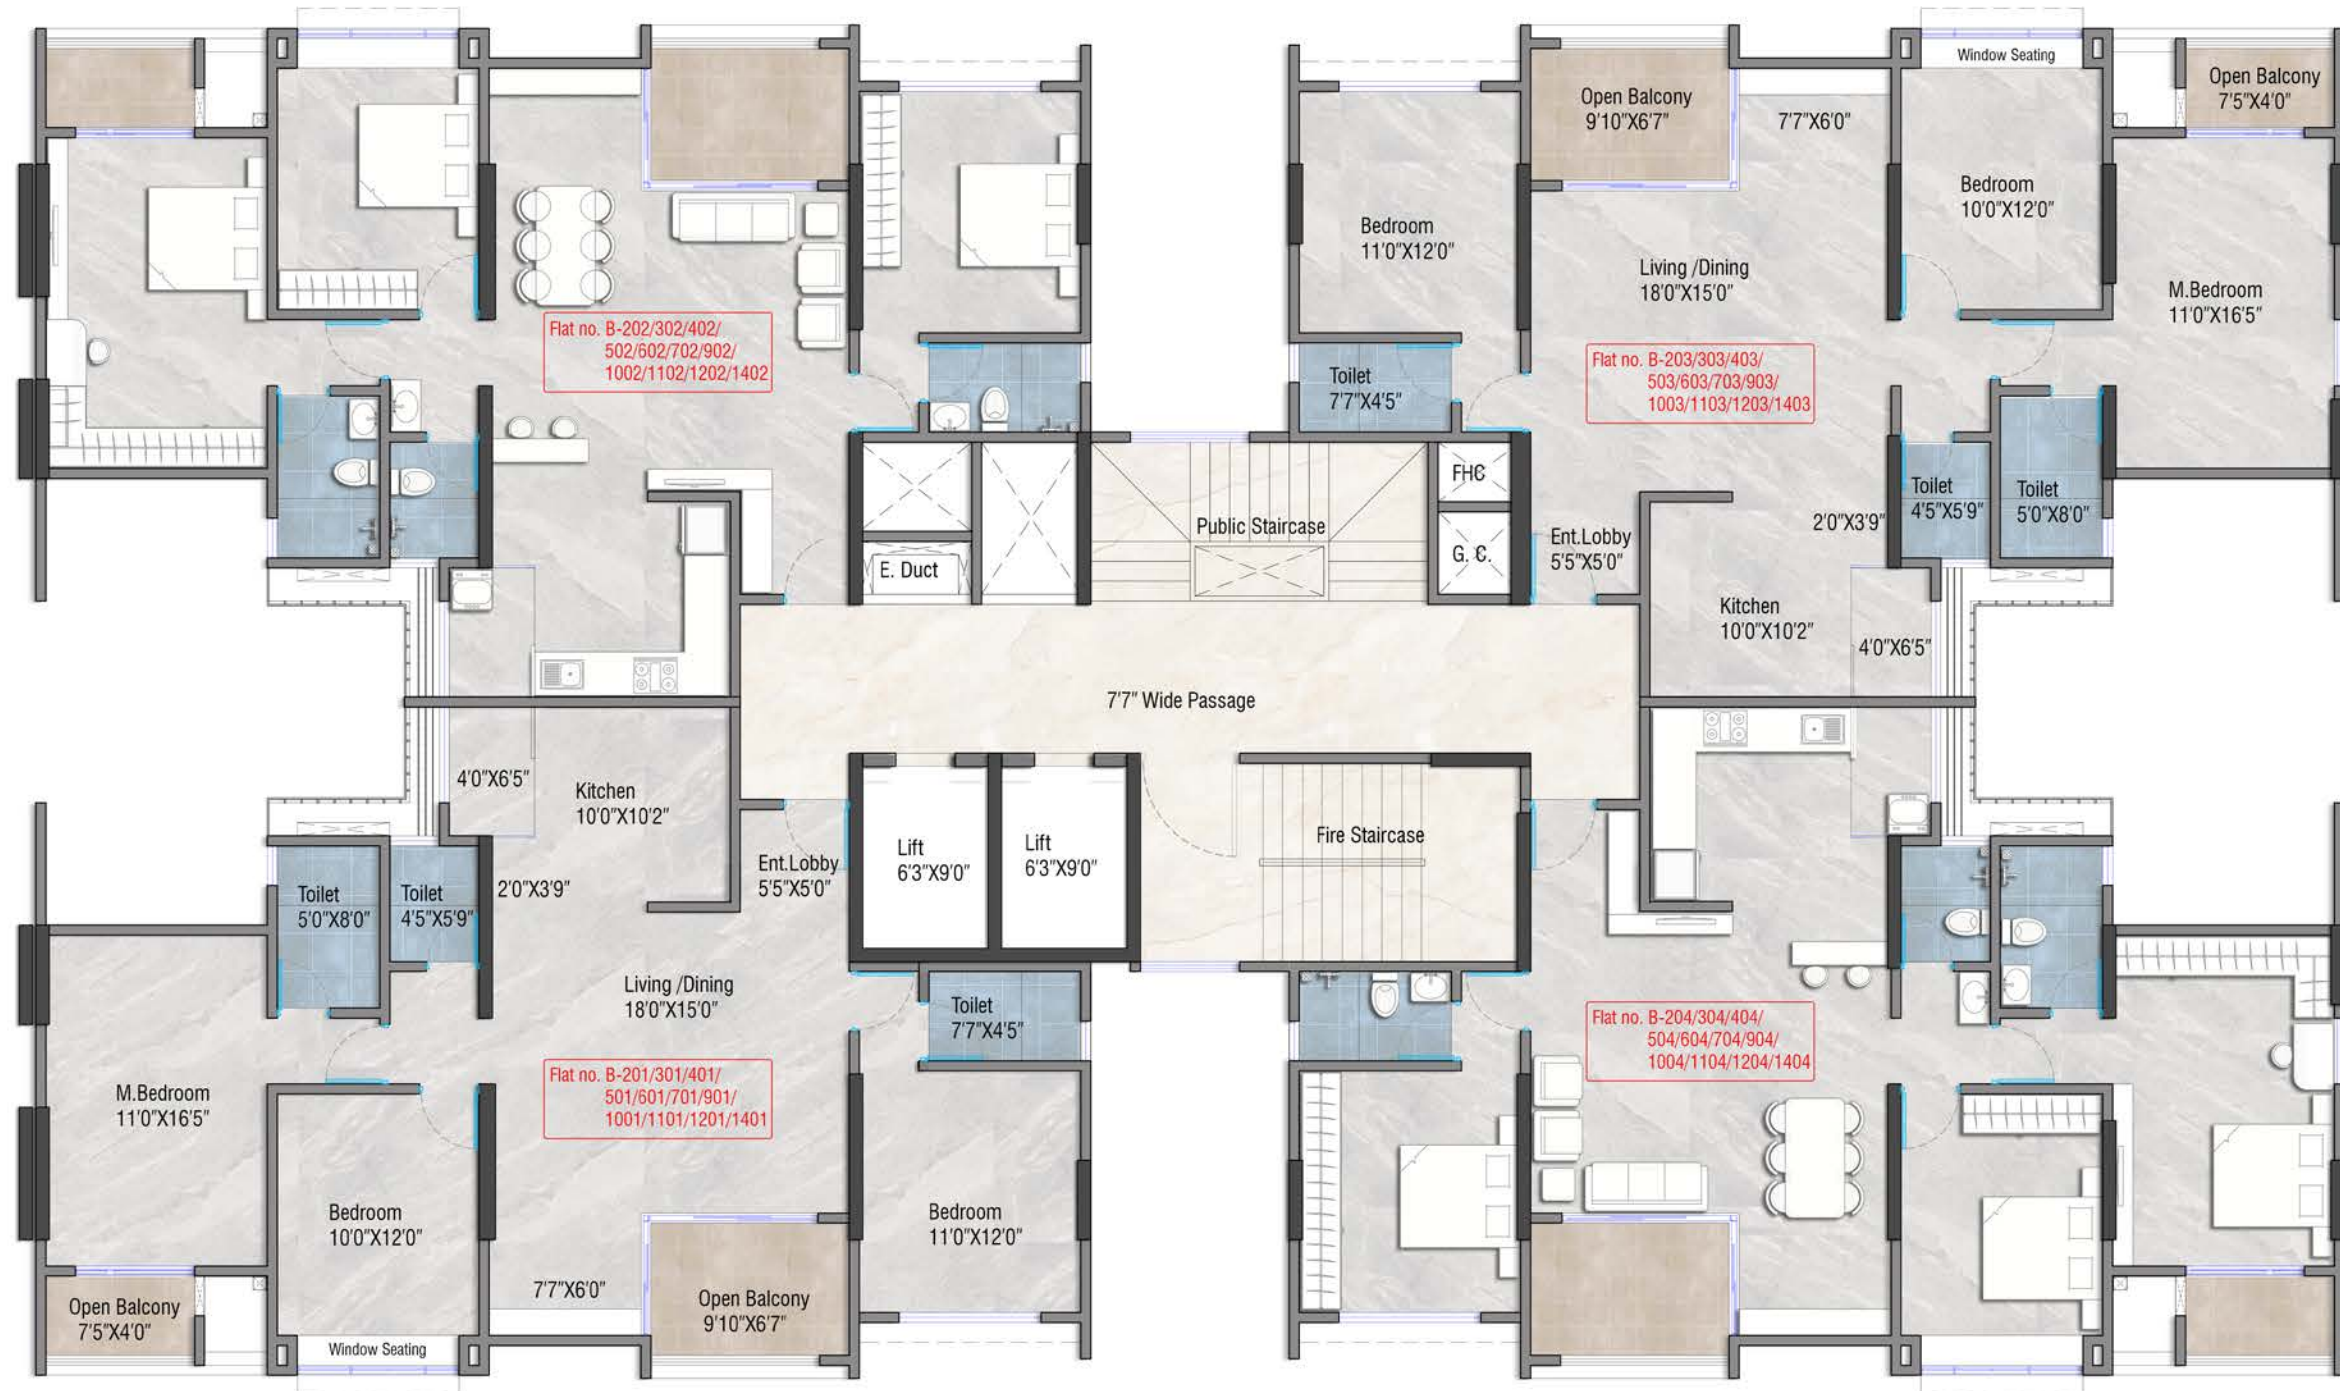 Window Seating
Open Balcony
7'5"X4'0"
Open Balcony
9'10"X6'7"
7'7"X6'0"
Bedroom
10'0"X12'0"
Bedroom
11'0"X12'0"
Living /Dining
18'0"X15'0"
M.Bedroom
11'0"X16'5"
Flat no. B-202/302/402/
502/602/702/902/
1002/1102/1202/1402
Flat no. B-203/303/403/
503/603/703/903/
1003/1103/1203/1403
Toilet
7'7"X4'5"
FHC
Public Staircase
Toilet
4'5"X5'9"
Toilet
5'0"X8'0"
2'0"X3'9"
Ent.Lobby
5'5"X5'0"
G. C.
E. Duct
Kitchen
10'0"X10'2"
4'0"X6'5"
7'7" Wide Passage
4'0"X6'5"
Kitchen
10'0"X10'2"
Lift
6'3"X9'0"
Lift
6'3"X9'0"
Fire Staircase
Ent.Lobby
5'5"X5'0"
Toilet
5'0"X8'0"
Toilet
4'5"X5'9"
2'0"X3'9"
Living /Dining
18'0"X15'0"
Toilet
7'7"X4'5"
Flat no. B-204/304/404/
504/604/704/904/
1004/1104/1204/1404
Flat no. B-201/301/401/
501/601/701/901/
1001/1101/1201/1401
M.Bedroom
11'0"X16'5"
Bedroom
10'0"X12'0"
Bedroom
11'0"X12'0"
7'7"X6'0"
Open Balcony
9'10"X6'7"
Open Balcony
7'5"X4'0"
Window Seating